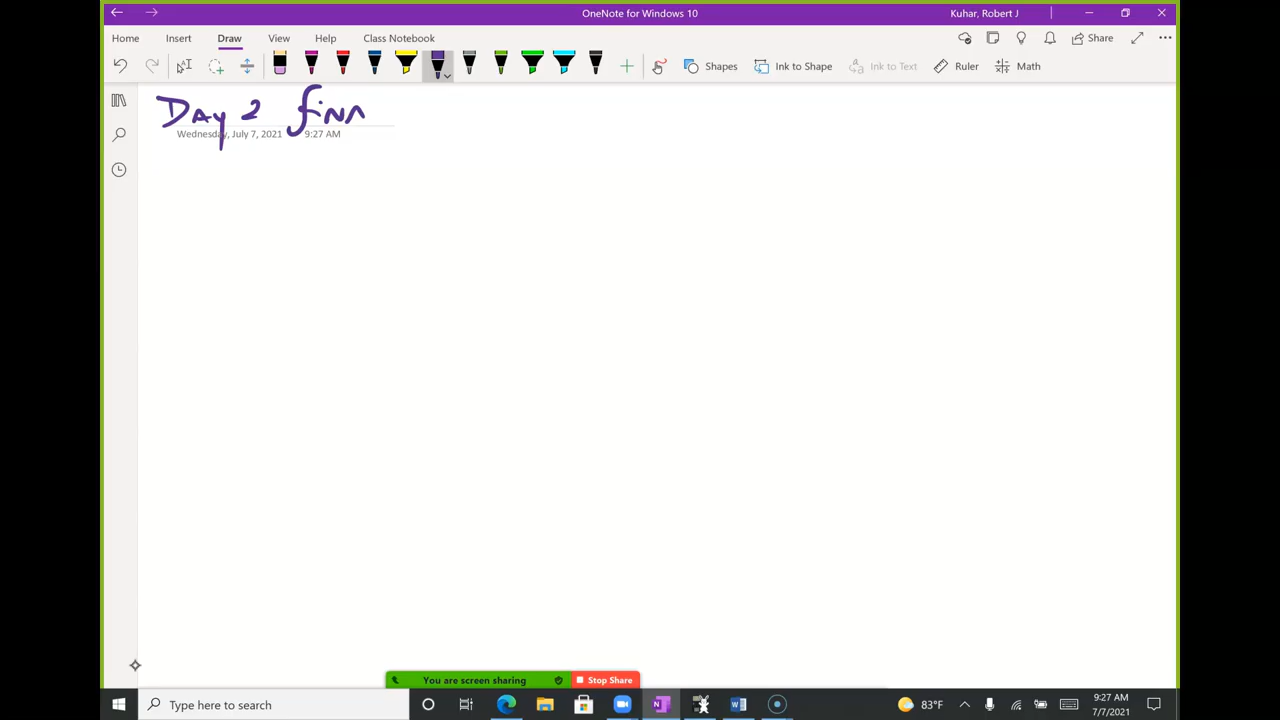 OneNote for Windows 10
Kuhar, Robert J
Home Insert Draw View Help Class Notebook
Share
Shapes Ink to Shape Ink to Text Ruler Math
Day 2 finn
Wednesday, July 7, 2021 9:27 AM
You are screen sharing Stop Share
Type here to search
83°F
9:27 AM
7/7/2021